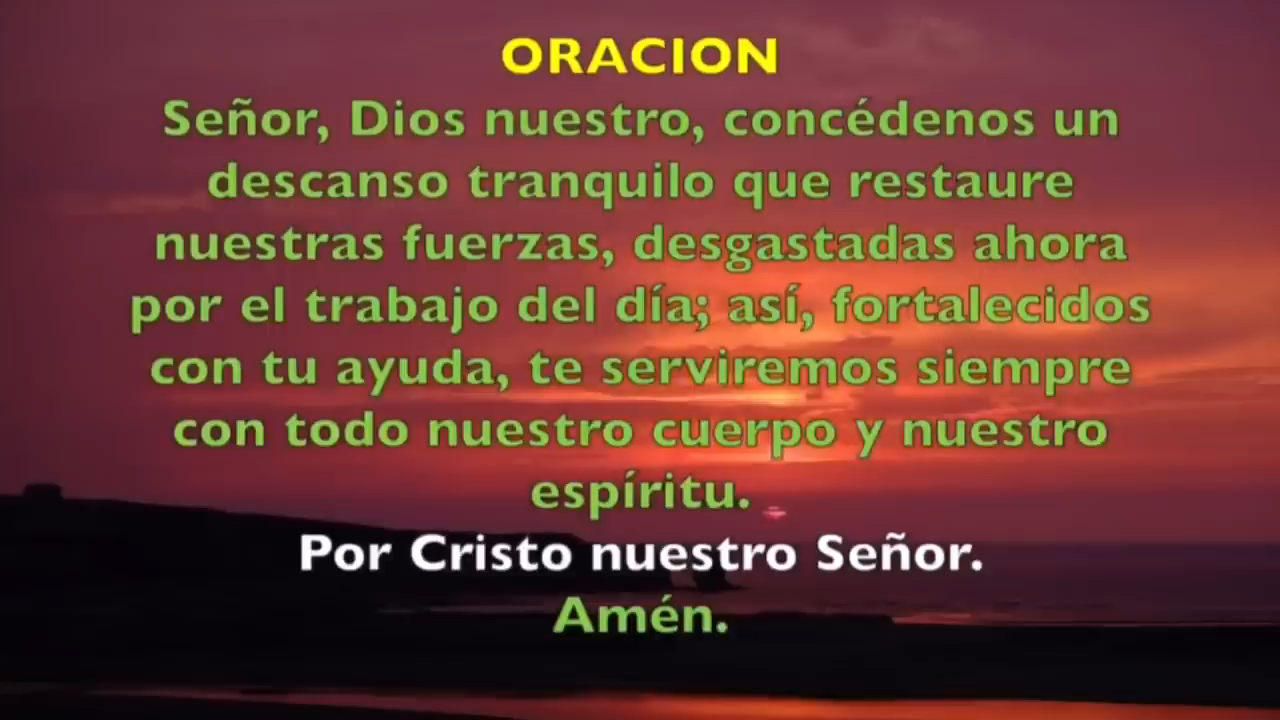 ORACION
Señor, Dios nuestro, concédenos un
descanso tranquilo que restaure
nuestras fuerzas, desgastadas ahora
por el trabajo del día; así, fortalecidos
con tu ayuda, te serviremos siempre
con todo nuestro cuerpo y nuestro
espíritu.
Por Cristo nuestro Señor.
Amén.